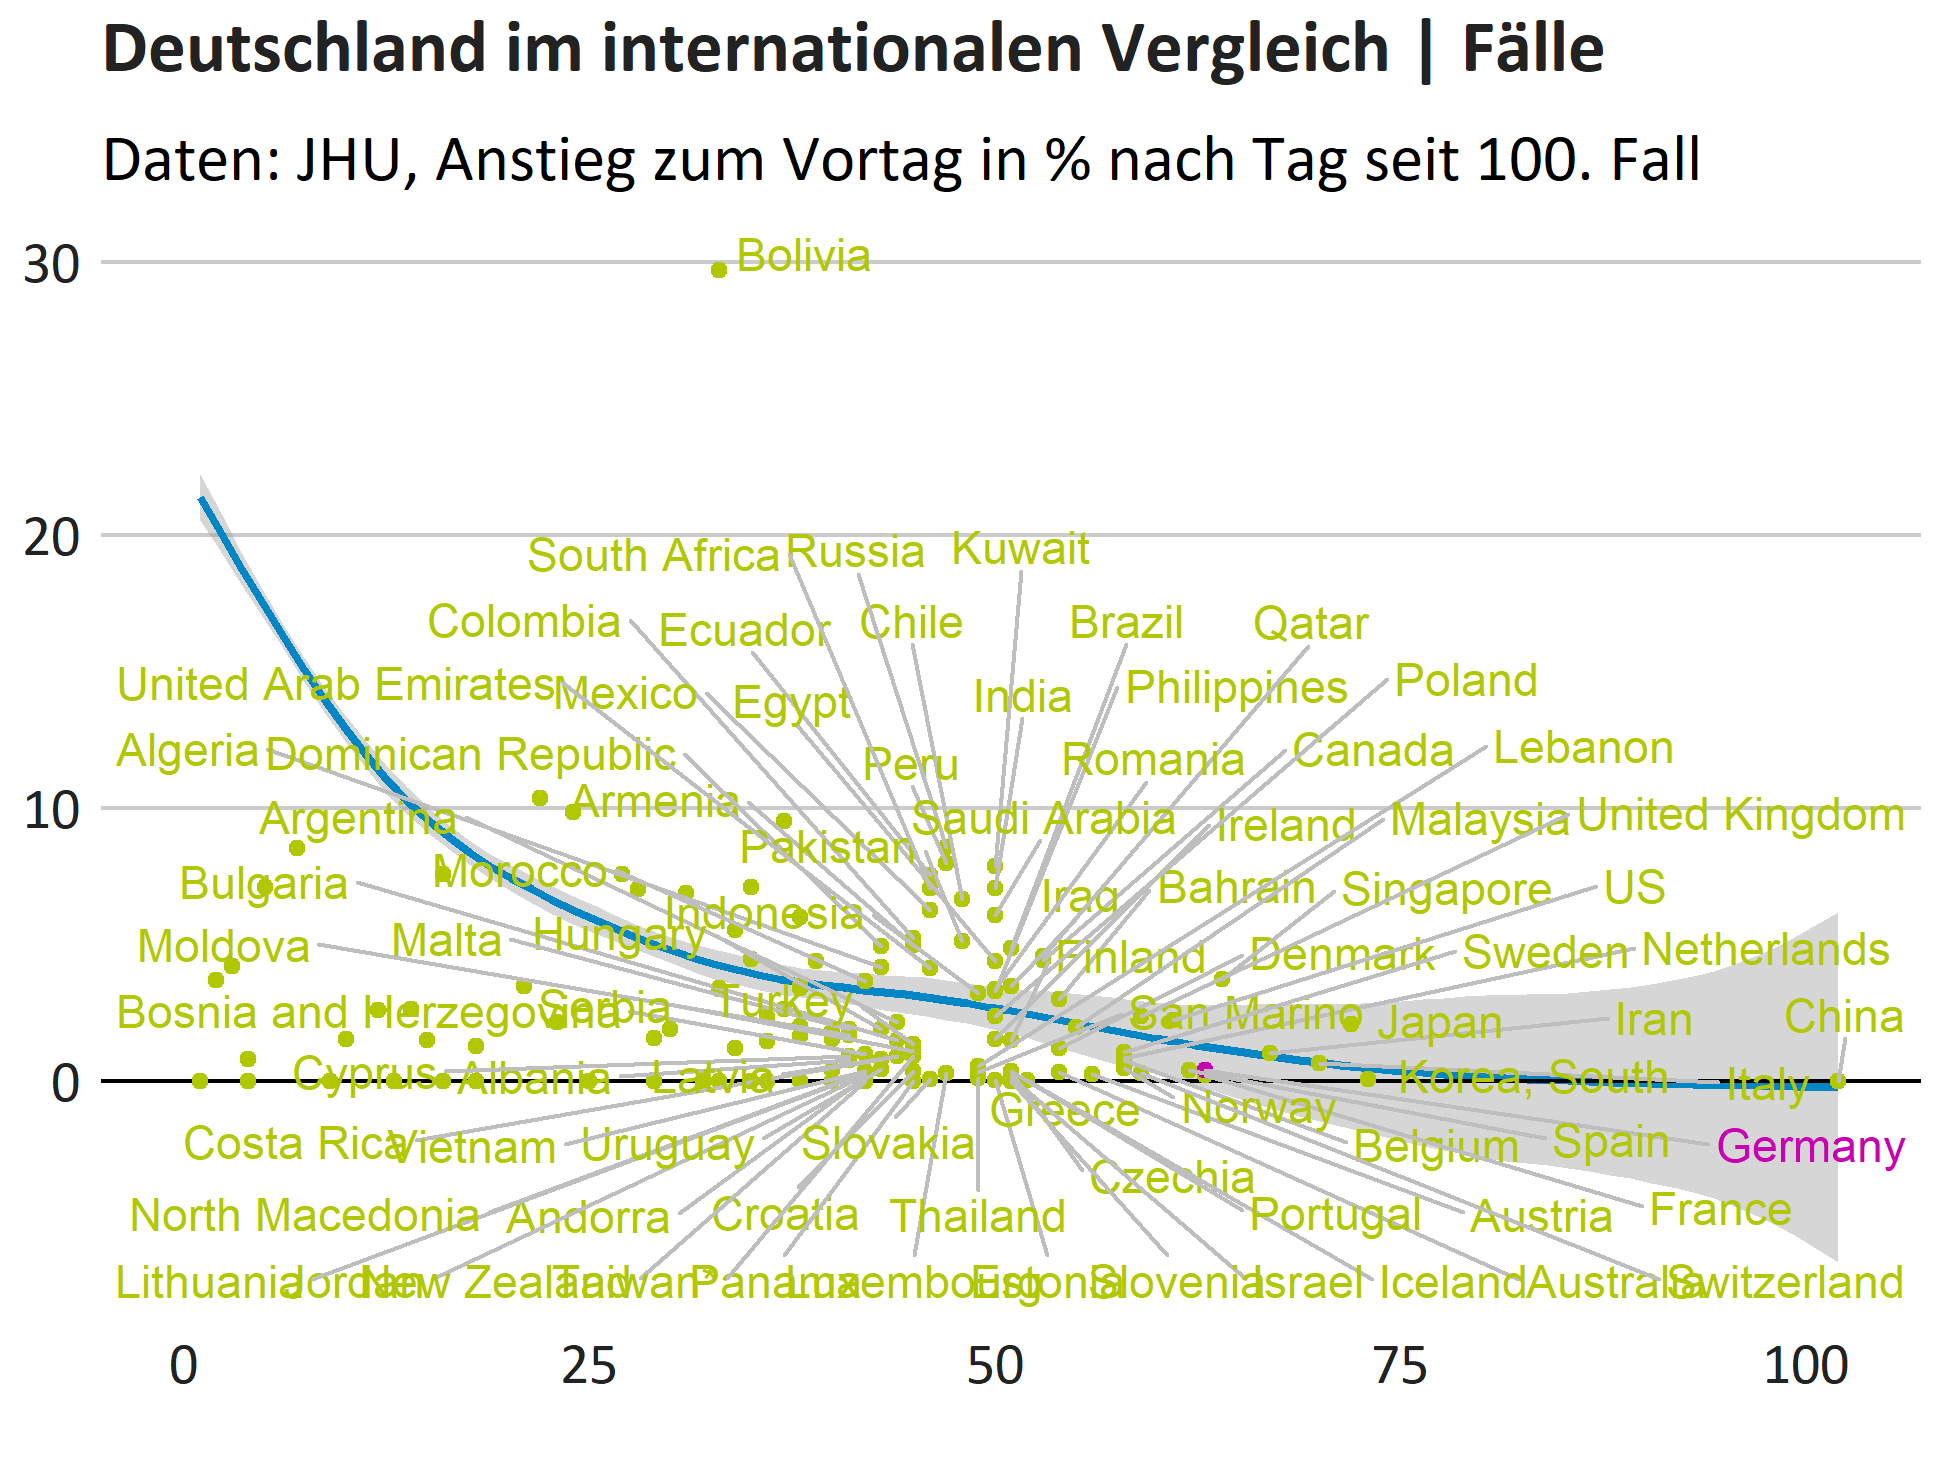 Deutschland im internationalen Vergleich | Fälle
Daten: JHU, Anstieg zum Vortag in % nach Tag seit 100. Fall
30
Bolivia
20
South Africa Russia Kuwait
Colombia Ecuador Chile Brazil Qatar
United Arab Emirates Mexico Egypt India Philippines Poland
Algeria Dominican Republic Peru Romania Canada Lebanon
10
Argentina Armenia Pakistan Saudi Arabia Ireland Malaysia United Kingdom
Bulgaria Morocco Indonesia Iraq Bahrain Singapore US
Moldova Malta Hungary Finland Denmark Sweden Netherlands
Bosnia and Herzegovina Serbia Turkey San Marino Japan Iran China
0
Cyprus Albania Latvia Korea, South Italy
Greece Norway
Costa Rica Vietnam Uruguay Slovakia Czechia Belgium Spain Germany
North Macedonia Andorra Croatia Thailand Portugal Austria France
Lithuania Jordan New Zealand Taiwan* Panama Luxembourg Estonia Slovenia Israel Iceland Australia Switzerland
0 25 50 75 100